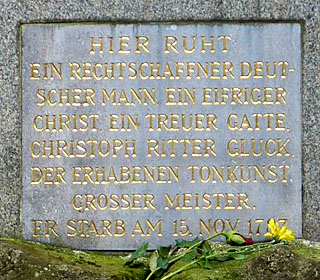 HIER RUHT
EIN RECHTSCHAFFNER DEUT-
SCHER MANN. EIN EIFRIGER
CHRIST. EIN TREUER GATTE.
CHRISTOPH RITTER GLUCK.
DER ERHABENEN TONKUNST
GROSSER MEISTER.
ER STARB AM 15. NOV.